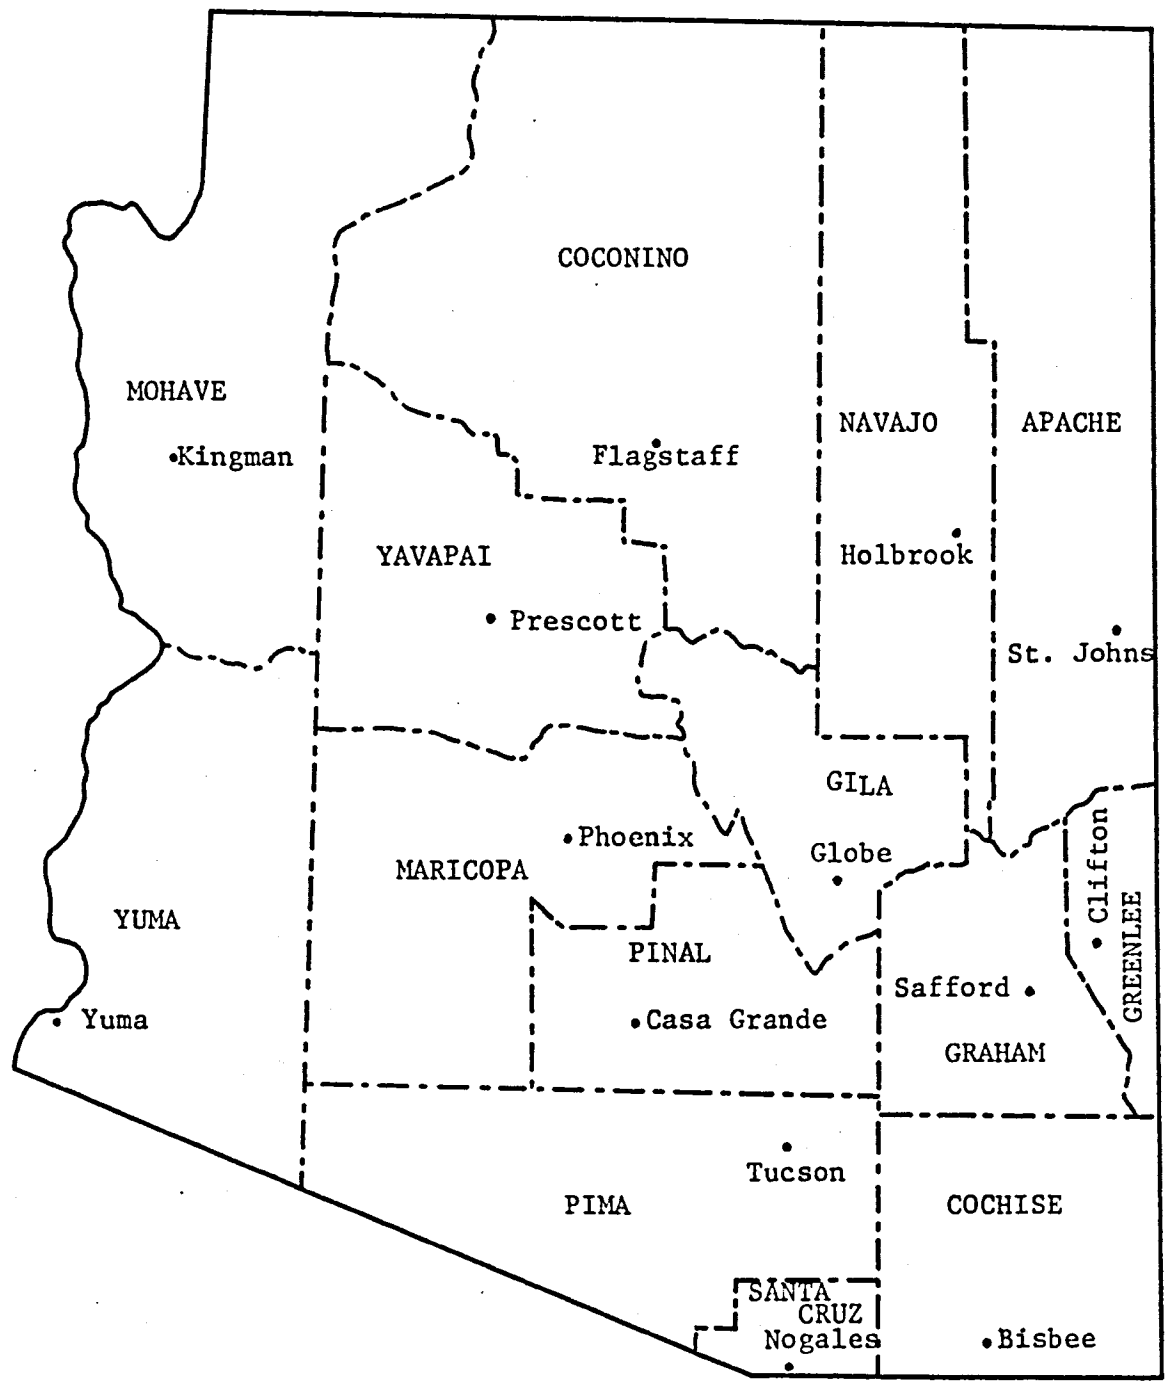 COCONINO
MOHAVE
NAVAJO
APACHE
Kingman
Flagstaff
YAVAPAI
Holbrook
Prescott
St. Johns
GILA
Phoenix
Clifton
Globe
MARICOPA
GREENLEE
YUMA
PINAL
Safford
Yuma
Casa Grande
GRAHAM
Tucson
PIMA
COCHISE
SANTA
CRUZ
Nogales
Bisbee